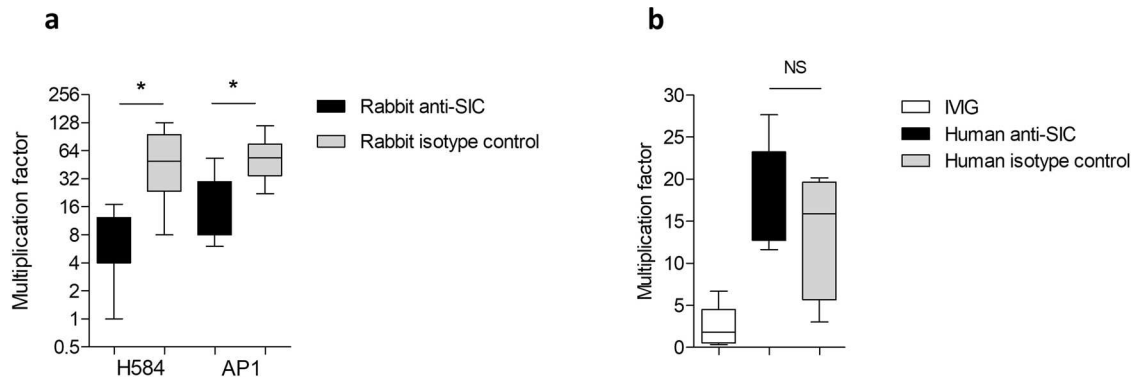 a
*
*
256
128
64
32
16
8
4
2
1
0.5
Multiplication factor
H584
AP1
Rabbit anti-SIC
Rabbit isotype control
b
NS
30
25
20
15
10
5
0
Multiplication factor
IVIG
Human anti-SIC
Human isotype control